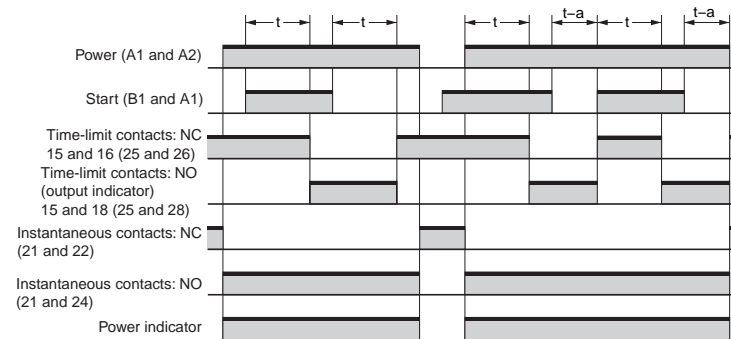 t
t
t
t–a
t
t–a
Power (A1 and A2)
Start (B1 and A1)
Time-limit contacts: NC
15 and 16 (25 and 26)
Time-limit contacts: NO
(output indicator)
15 and 18 (25 and 28)
Instantaneous contacts: NC
(21 and 22)
Instantaneous contacts: NO
(21 and 24)
Power indicator